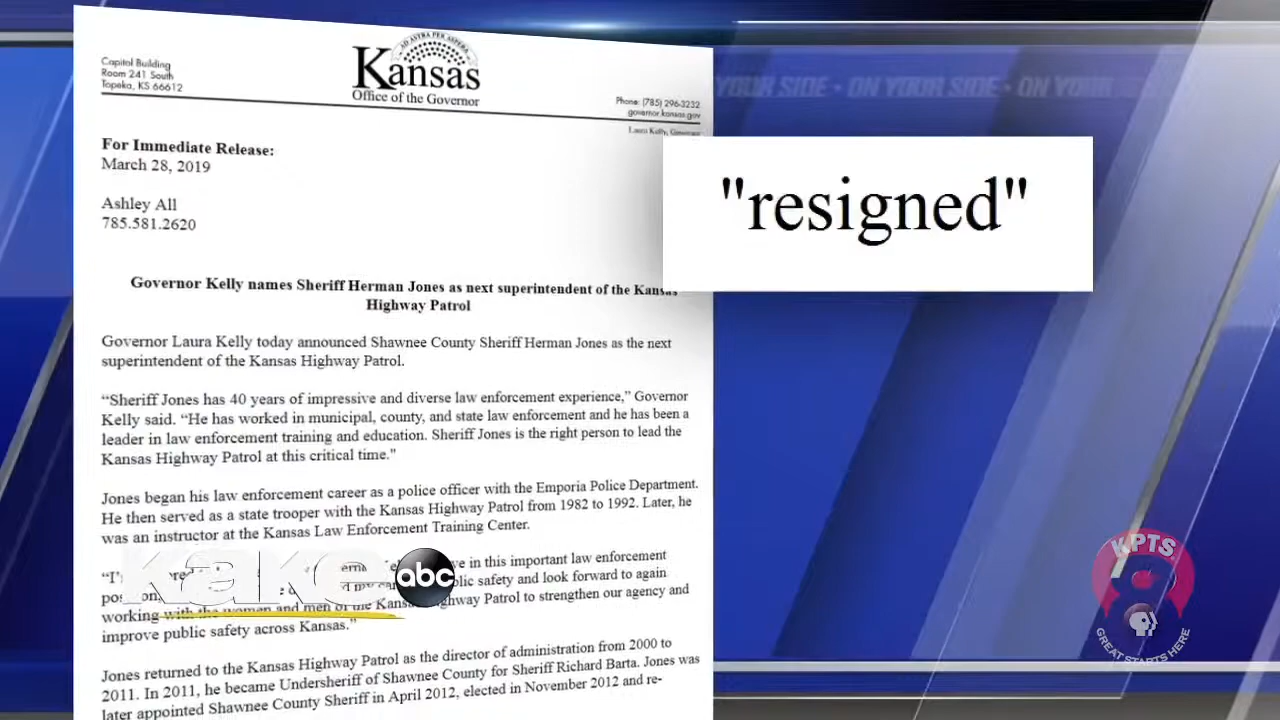 Capitol Building
Room 241 South
Topeka, KS 66612
AD ASTRA PER ASPERA
Kansas
Office of the Governor
Phone: (785) 296-3232
governor.kansas.gov
Laura Kelly, Governor
YOUR SIDE • ON YOUR SIDE • ON YOUR
"resigned"
For Immediate Release:
March 28, 2019
Ashley All
785.581.2620
Governor Kelly names Sheriff Herman Jones as next superintendent of the Kansas
Highway Patrol
Governor Laura Kelly today announced Shawnee County Sheriff Herman Jones as the next
superintendent of the Kansas Highway Patrol.
“Sheriff Jones has 40 years of impressive and diverse law enforcement experience,” Governor
Kelly said. “He has worked in municipal, county, and state law enforcement and he has been a
leader in law enforcement training and education. Sheriff Jones is the right person to lead the
Kansas Highway Patrol at this critical time."
Jones began his law enforcement career as a police officer with the Emporia Police Department.
He then served as a state trooper with the Kansas Highway Patrol from 1982 to 1992. Later, he
was an instructor at the Kansas Law Enforcement Training Center.
in this important law enforcement
safety and look forward to again
working with the women and men of the Kansas Highway Patrol to strengthen our agency and
improve public safety across Kansas.”
Jones returned to the Kansas Highway Patrol as the director of administration from 2000 to
2011. In 2011, he became Undersheriff of Shawnee County for Sheriff Richard Barta. Jones was
later appointed Shawnee County Sheriff in April 2012, elected in November 2012 and re-
kake abc
KPTS
PBS
GREAT STARTS HERE